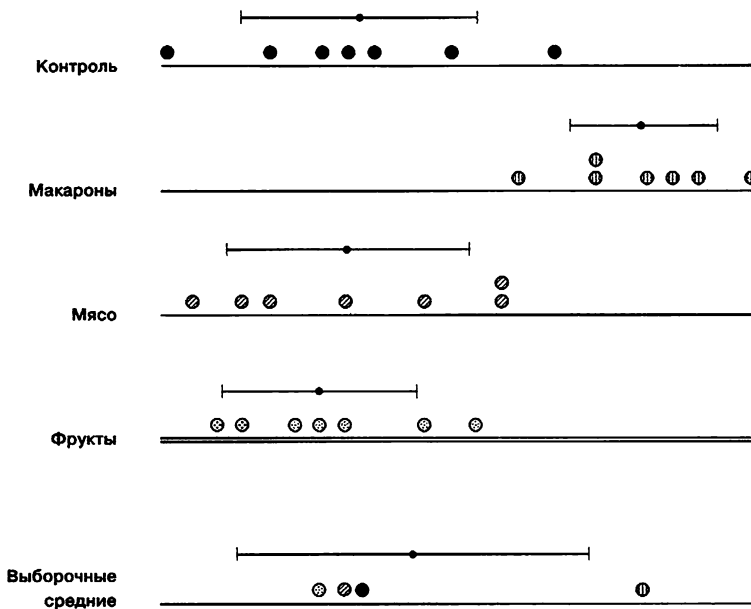 Контроль
Макароны
Мясо
Фрукты
Выборочные
средние